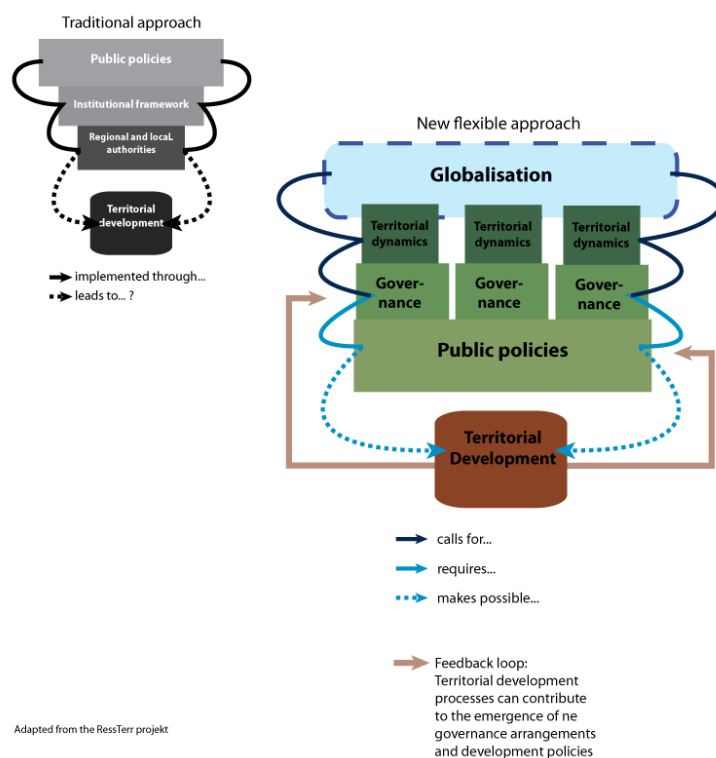 Traditional approach
Public policies
Institutional framework
Regional and locaL
authorities
Territorial
development
implemented through...
leads to... ?
New flexible approach
Globalisation
Territorial
dynamics
Territorial
dynamics
Territorial
dynamics
Gover-
nance
Gover-
nance
Gover-
nance
Public policies
Territorial
Development
calls for...
requires...
makes possible...
Feedback loop:
Territorial development
processes can contribute
to the emergence of ne
governance arrangements
and development policies
Adapted from the RessTerr projekt